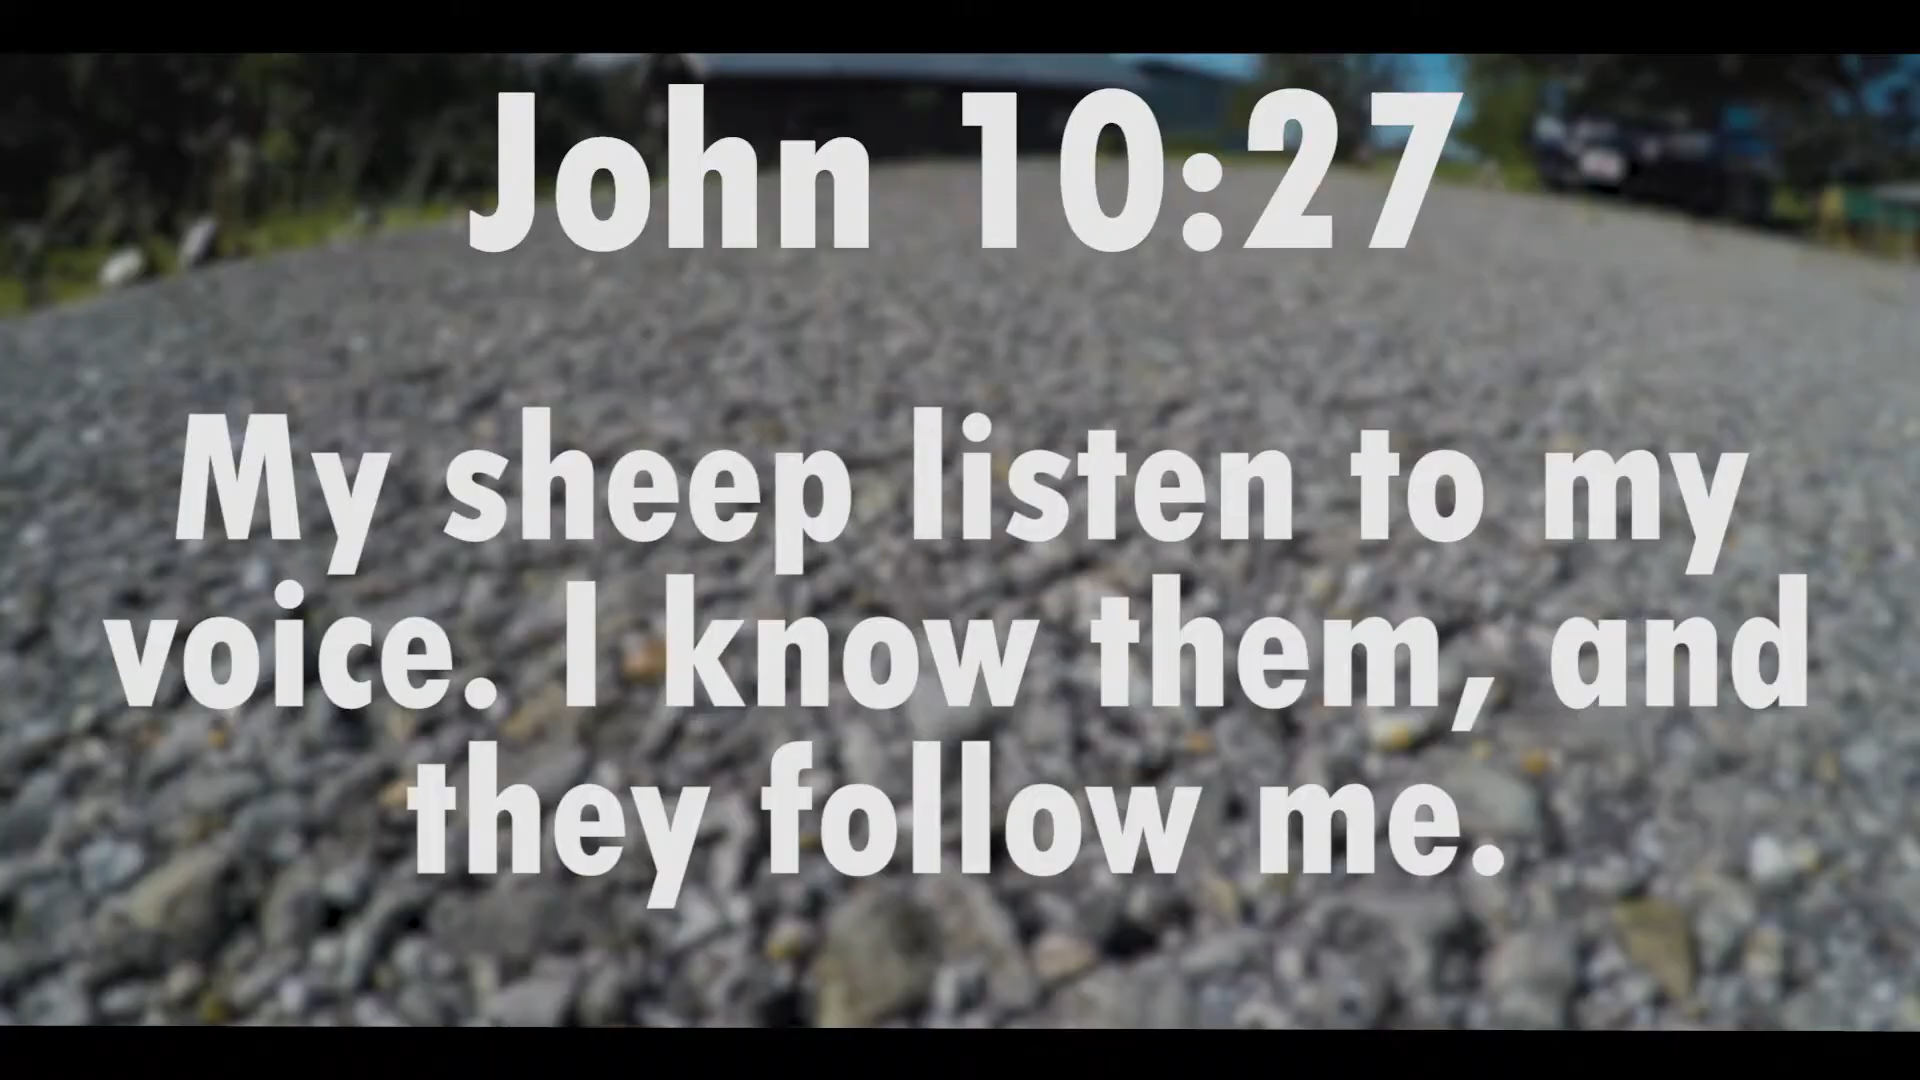 John 10:27
My sheep listen to my
voice. I know them, and
they follow me.